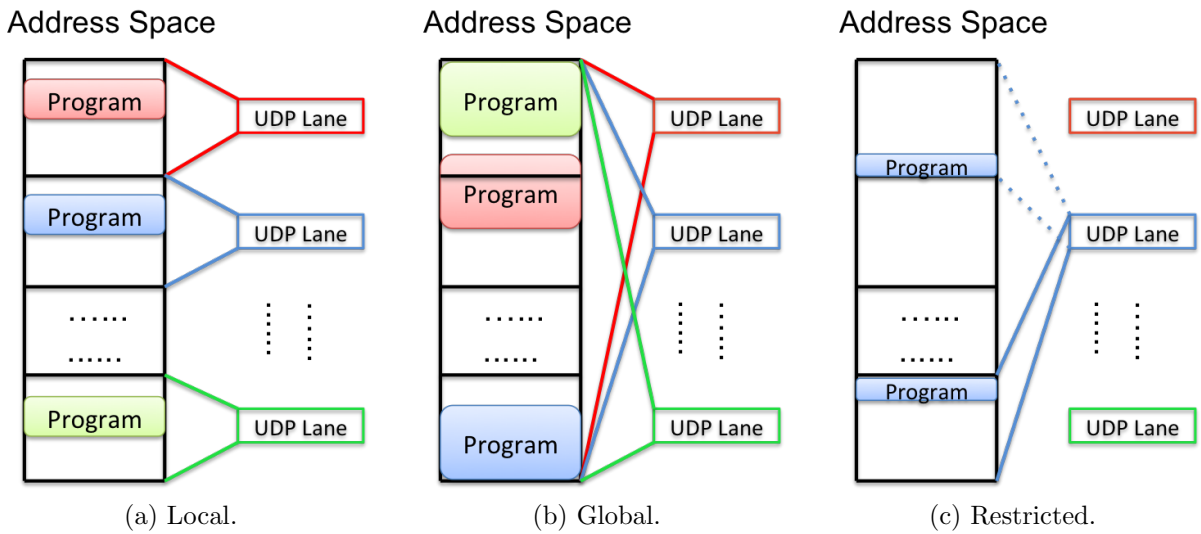 Address Space
Program
UDP Lane
Program
UDP Lane
......
......
Program
UDP Lane
(a) Local.
Address Space
Program
UDP Lane
Program
UDP Lane
......
......
Program
UDP Lane
(b) Global.
Address Space
UDP Lane
Program
UDP Lane
......
......
Program
UDP Lane
(c) Restricted.